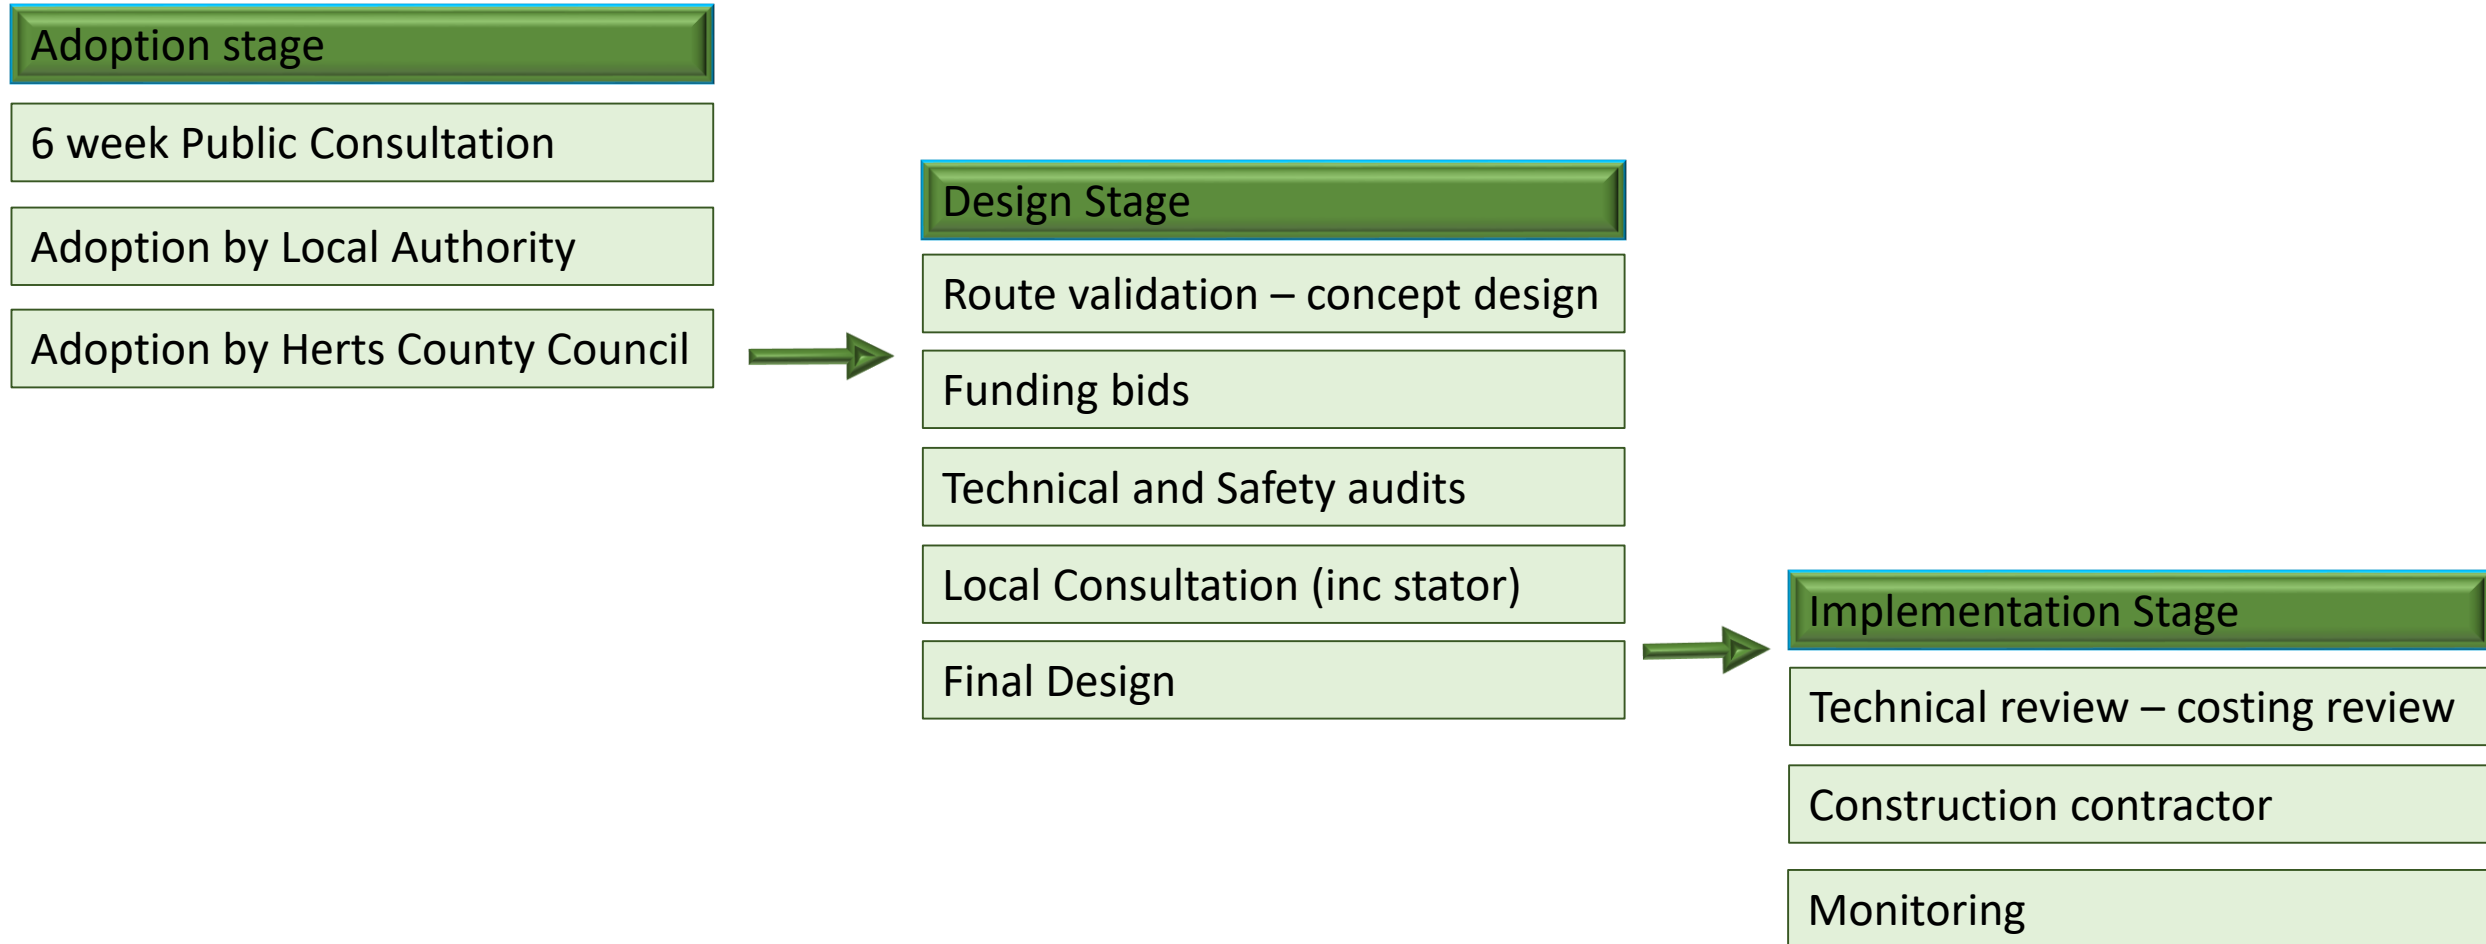 Adoption stage
6 week Public Consultation
Adoption by Local Authority
Adoption by Herts County Council
Design Stage
Route validation – concept design
Funding bids
Technical and Safety audits
Local Consultation (inc stator)
Final Design
Implementation Stage
Technical review – costing review
Construction contractor
Monitoring